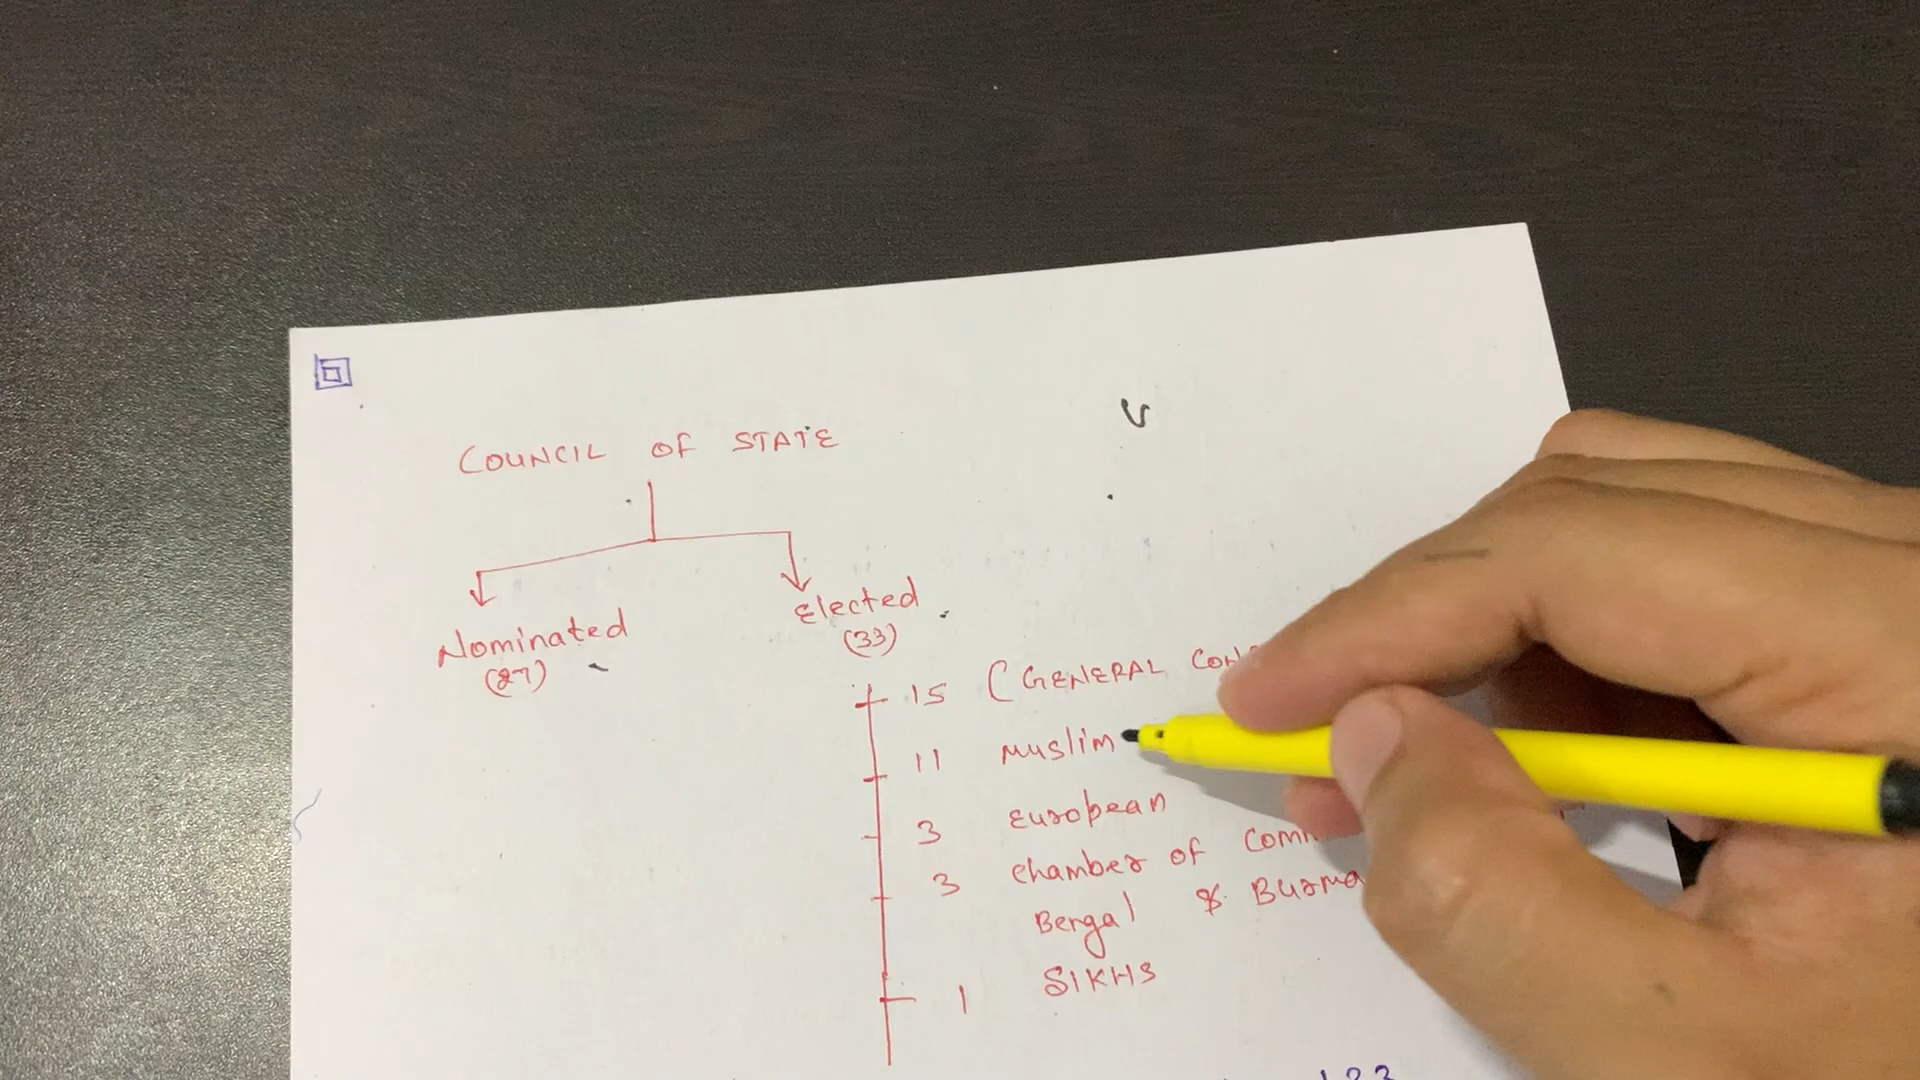 COUNCIL OF STATE
Nominated
(27)
Elected
(33)
15 (GENERAL
11 Muslim
3 European
3 chamber of
Bengal & Burma
1 SIKHS